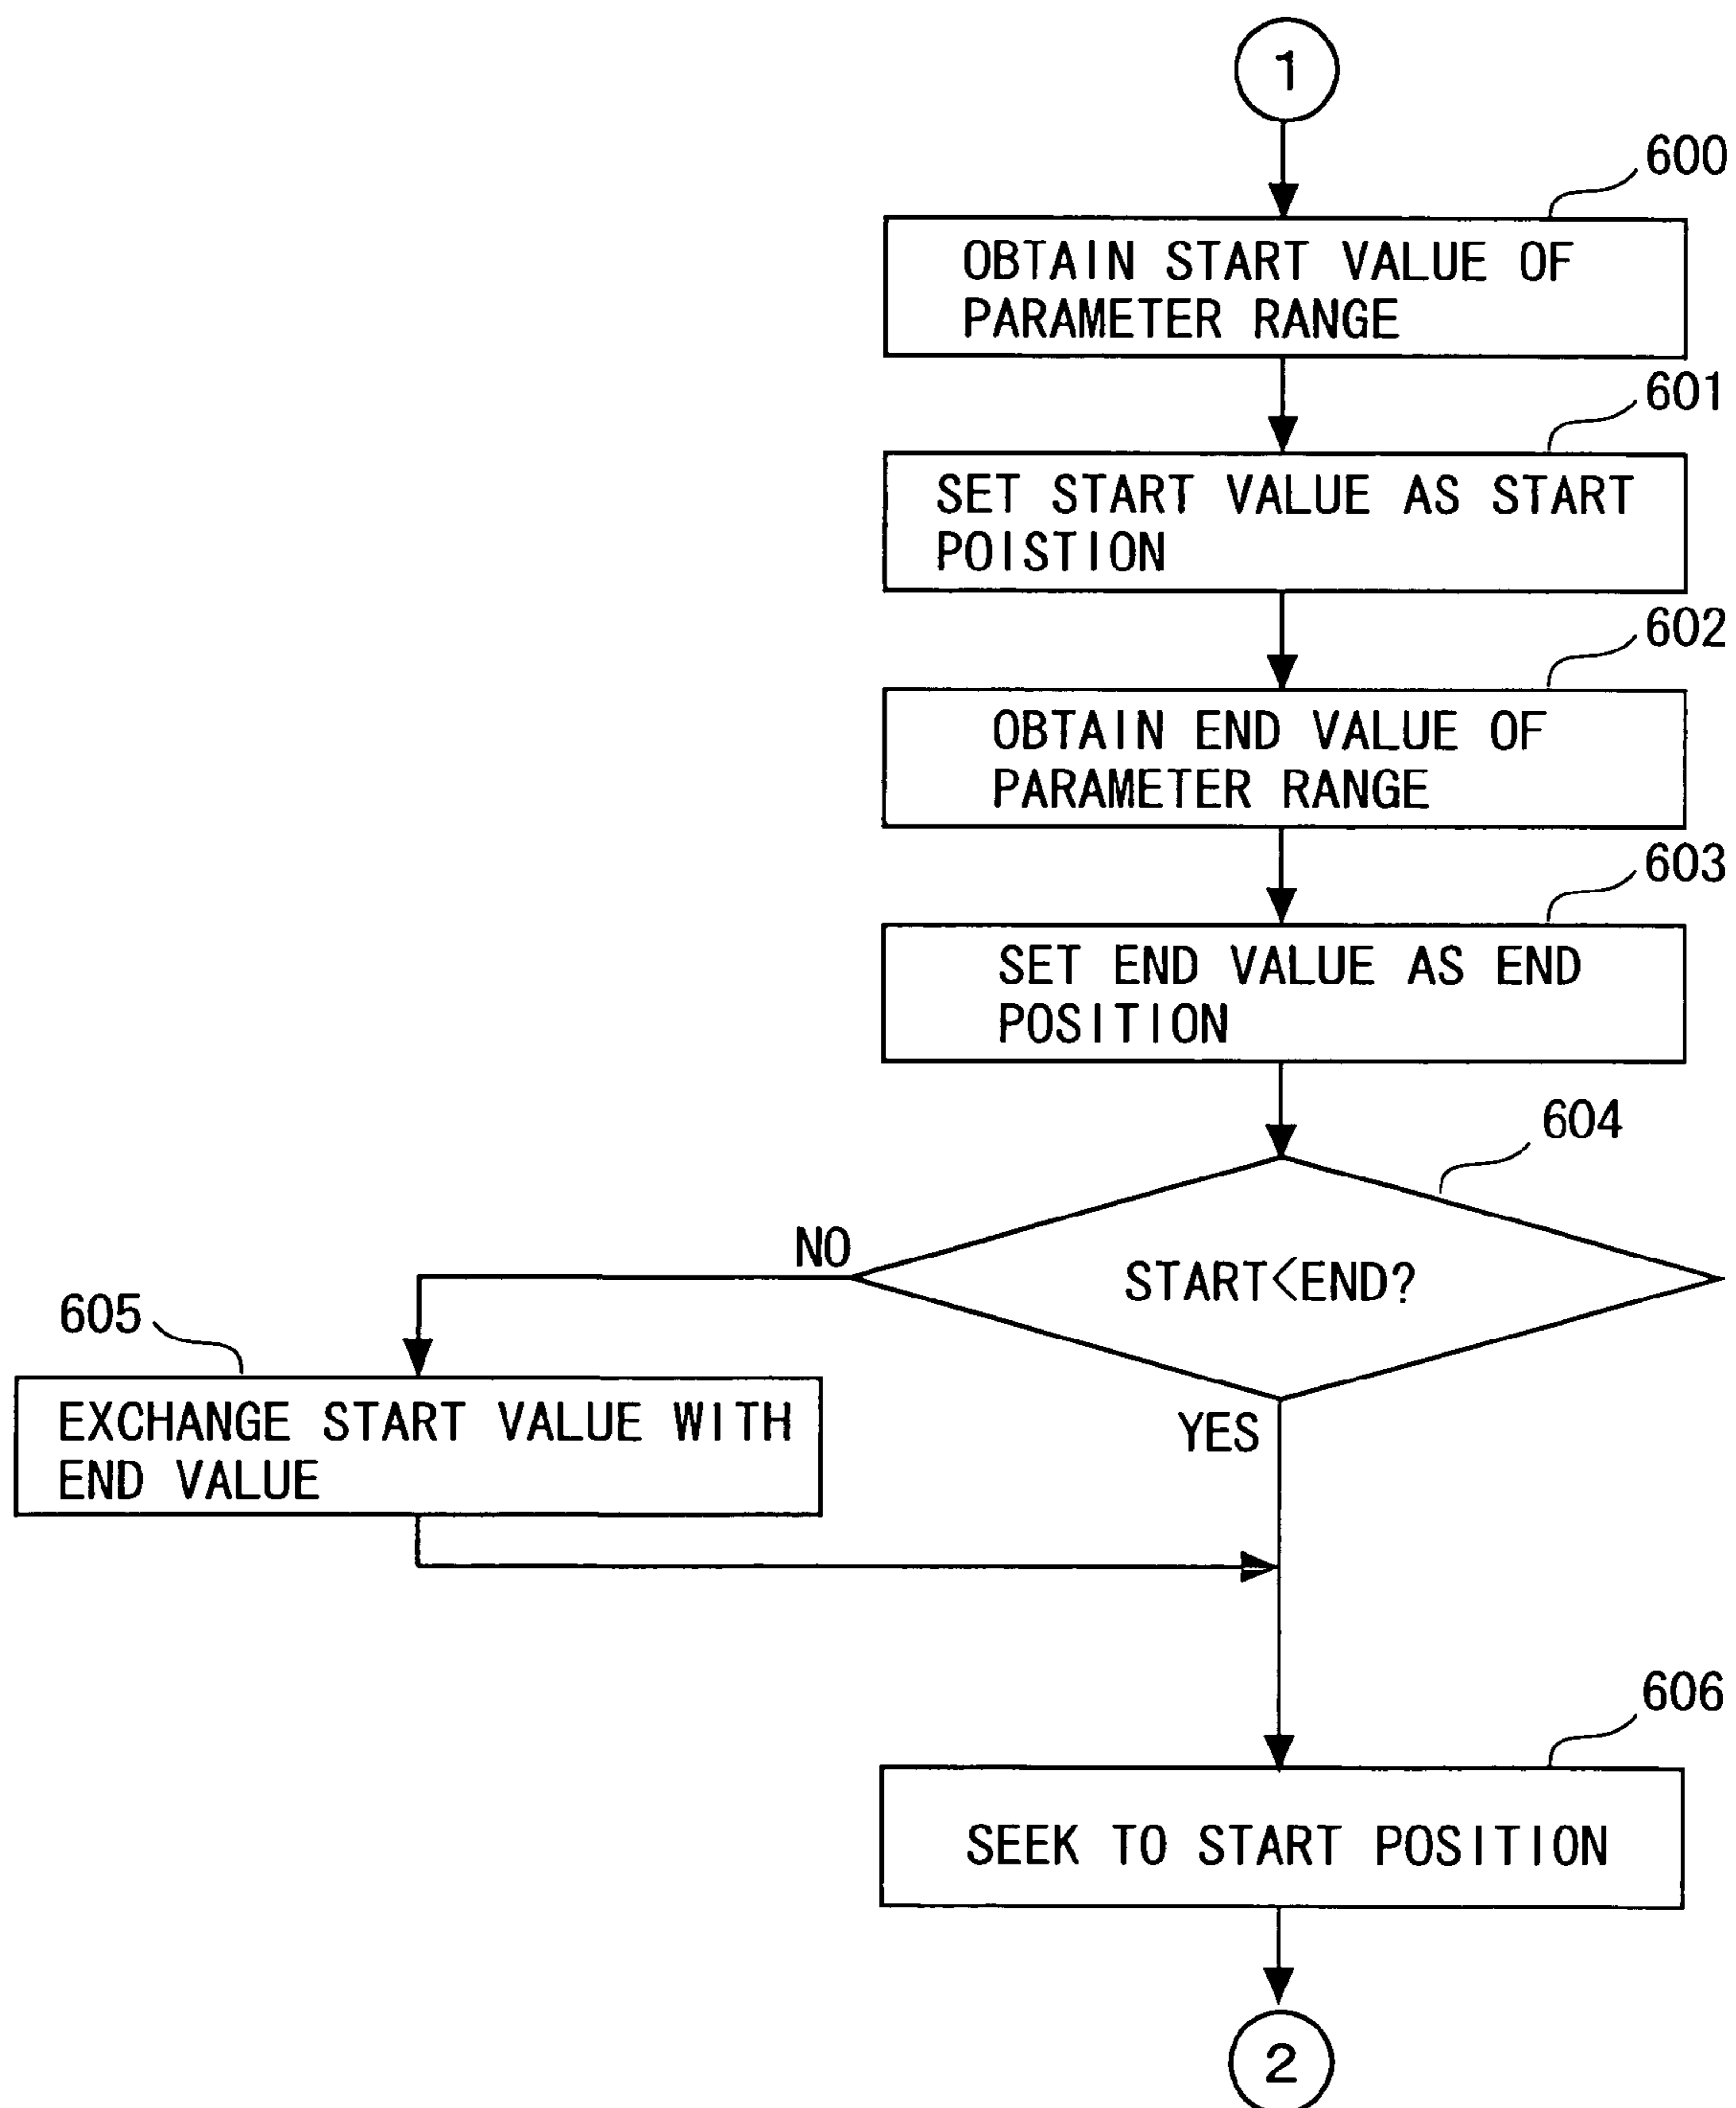 1
600
OBTAIN START VALUE OF
PARAMETER RANGE
601
SET START VALUE AS START
POISTION
602
OBTAIN END VALUE OF
PARAMETER RANGE
603
SET END VALUE AS END
POSITION
604
NO
START<END?
605
EXCHANGE START VALUE WITH
END VALUE
YES
606
SEEK TO START POSITION
2